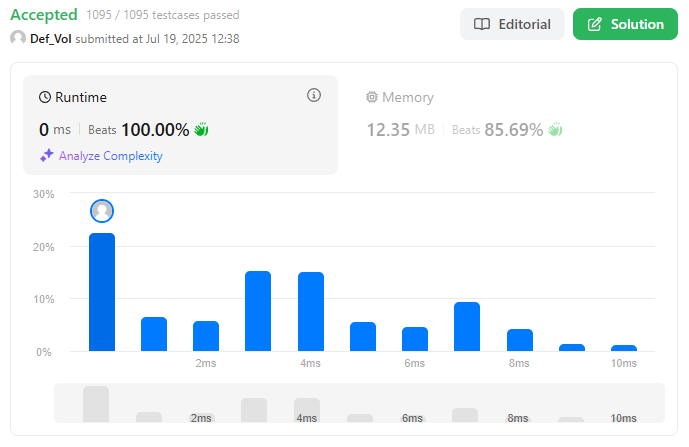 Accepted 1095 / 1095 testcases passed
Editorial
Solution
Def_Vol submitted at Jul 19, 2025 12:38
Runtime
0 ms Beats 100.00%
Analyze Complexity
Memory
12.35 MB Beats 85.69%
30%
20%
10%
0%
2ms 4ms 6ms 8ms 10ms
2ms 4ms 6ms 8ms 10ms